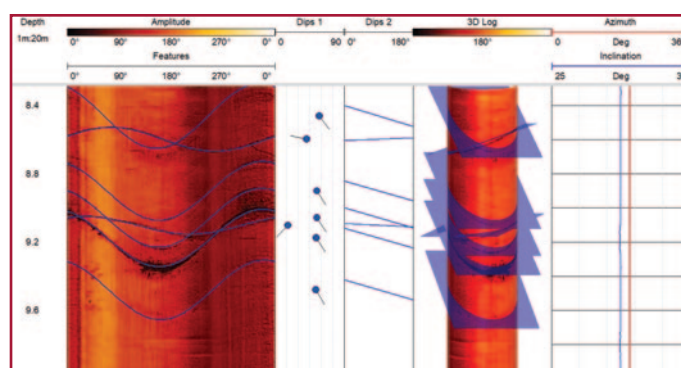 Depth Amplitude Dips 1 Dips 2 3D Log Azimuth
1m:20m 0° 90° 180° 270° 0° 0 90 0 180° 180° 0 Deg 36
Features Inclination
0° 90° 180° 270° 0° 25 Deg 3
8.4
8.8
9.2
9.6